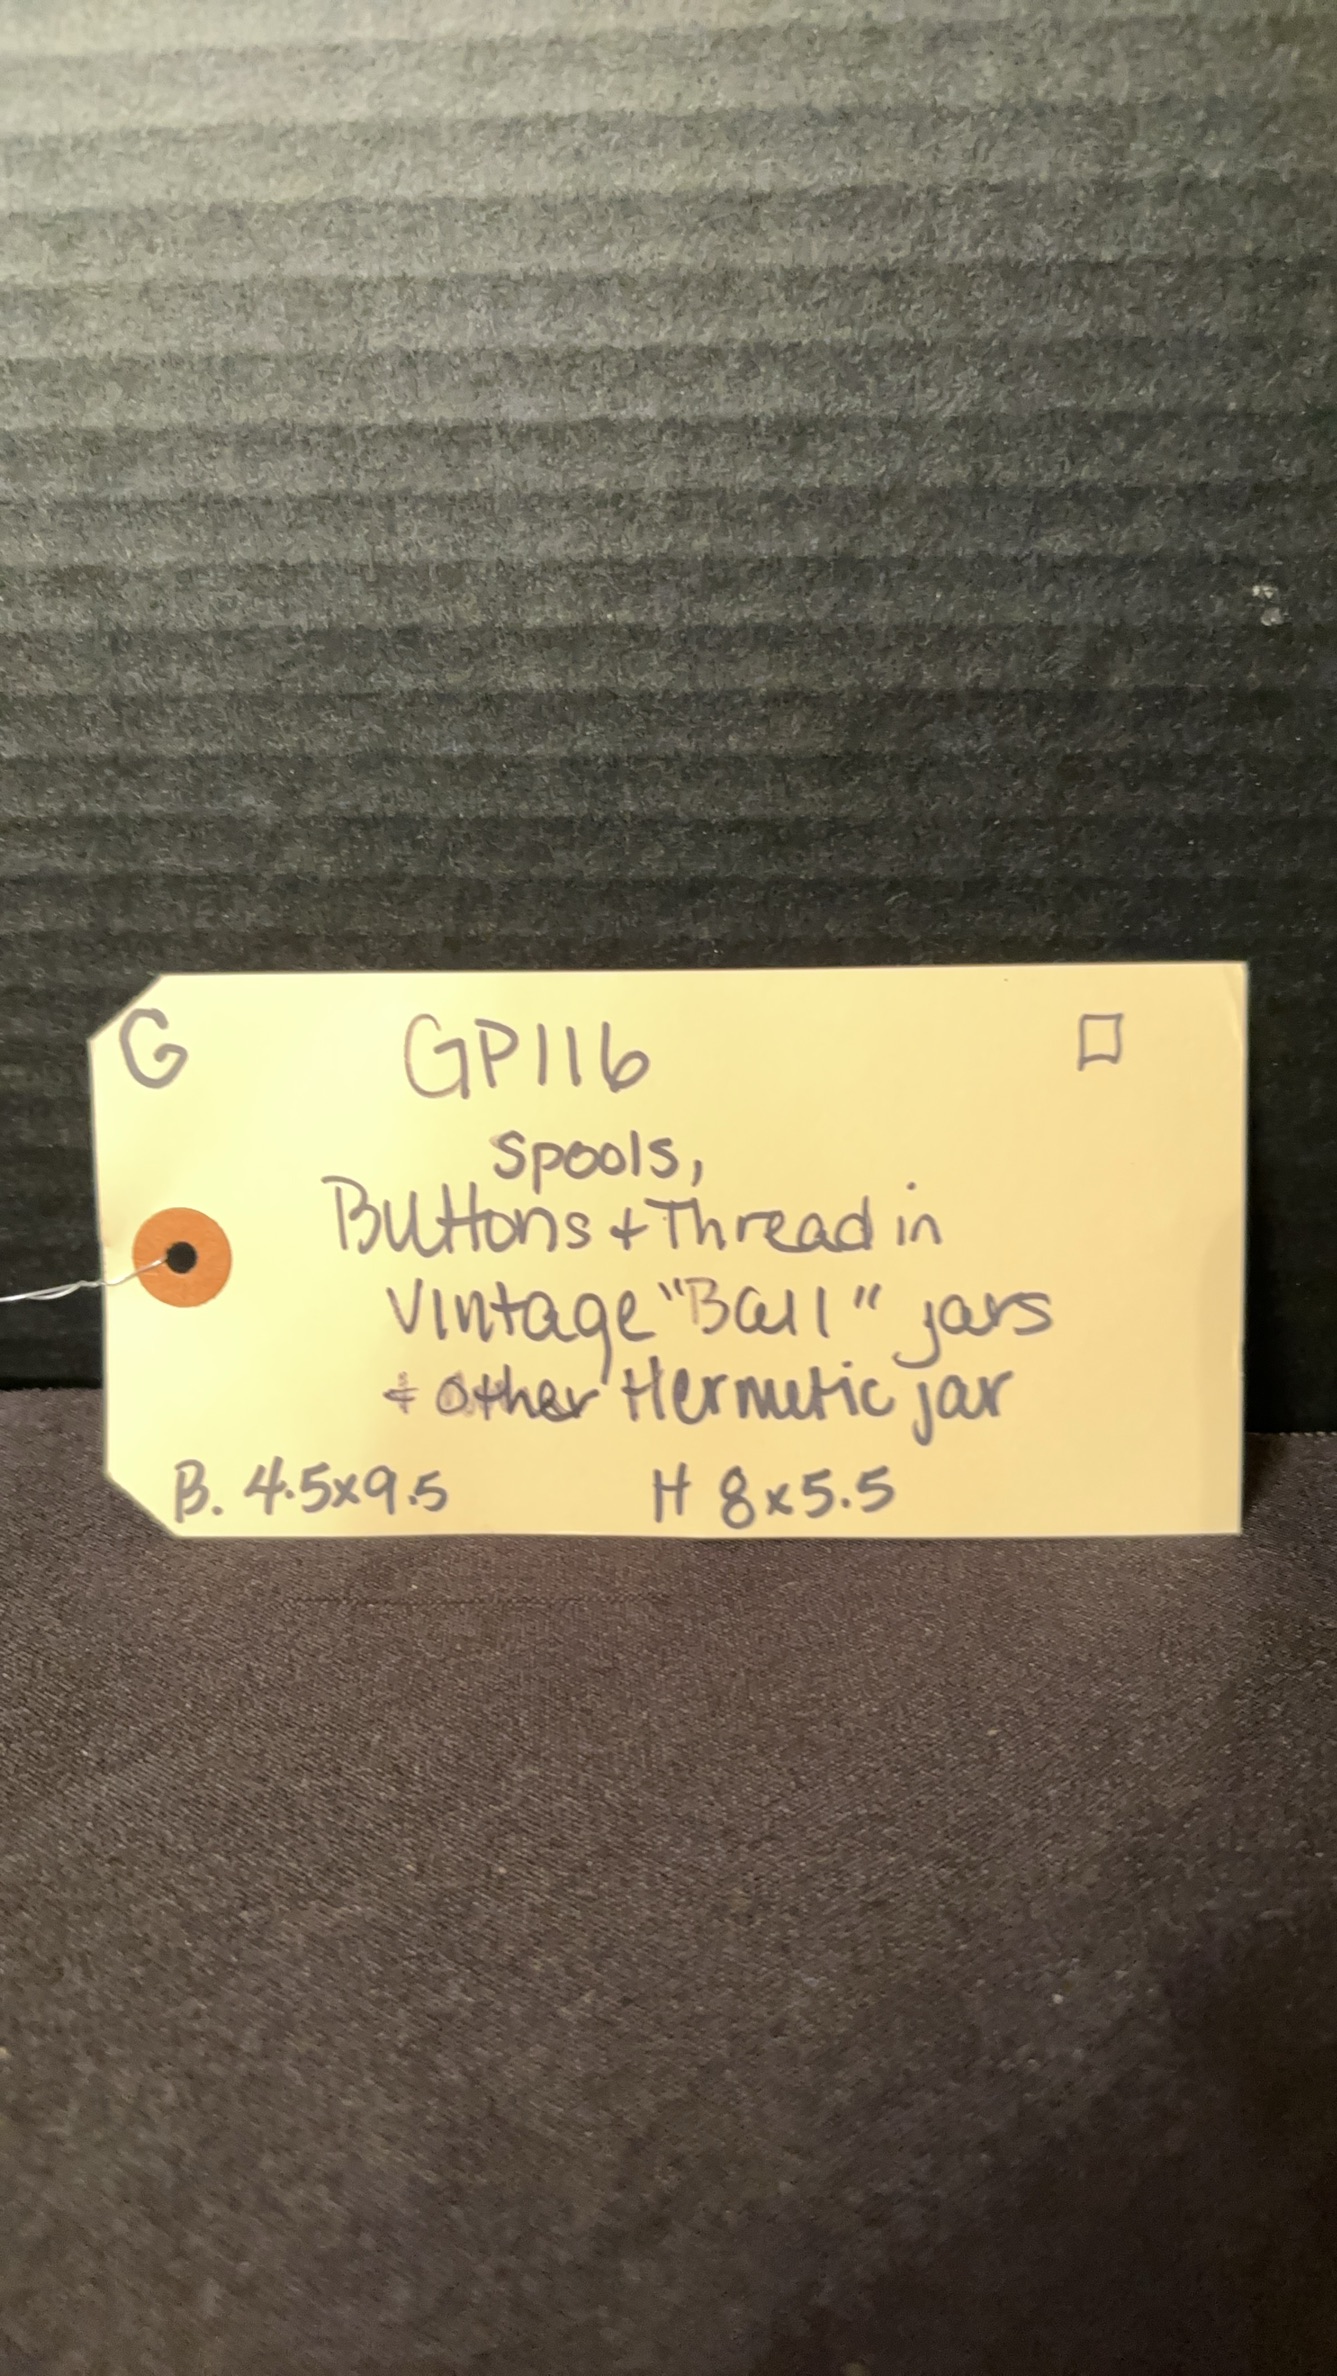 G GP116 □
Spools,
Buttons + Thread in
Vintage "Ball" jars
+ other Hermetic jar
B. 4.5x9.5 H 8x5.5